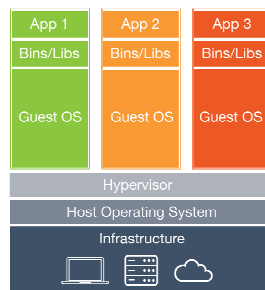 App 1
App 2
App 3
Bins/Libs
Bins/Libs
Bins/Libs
Guest OS
Guest OS
Guest OS
Hypervisor
Host Operating System
Infrastructure